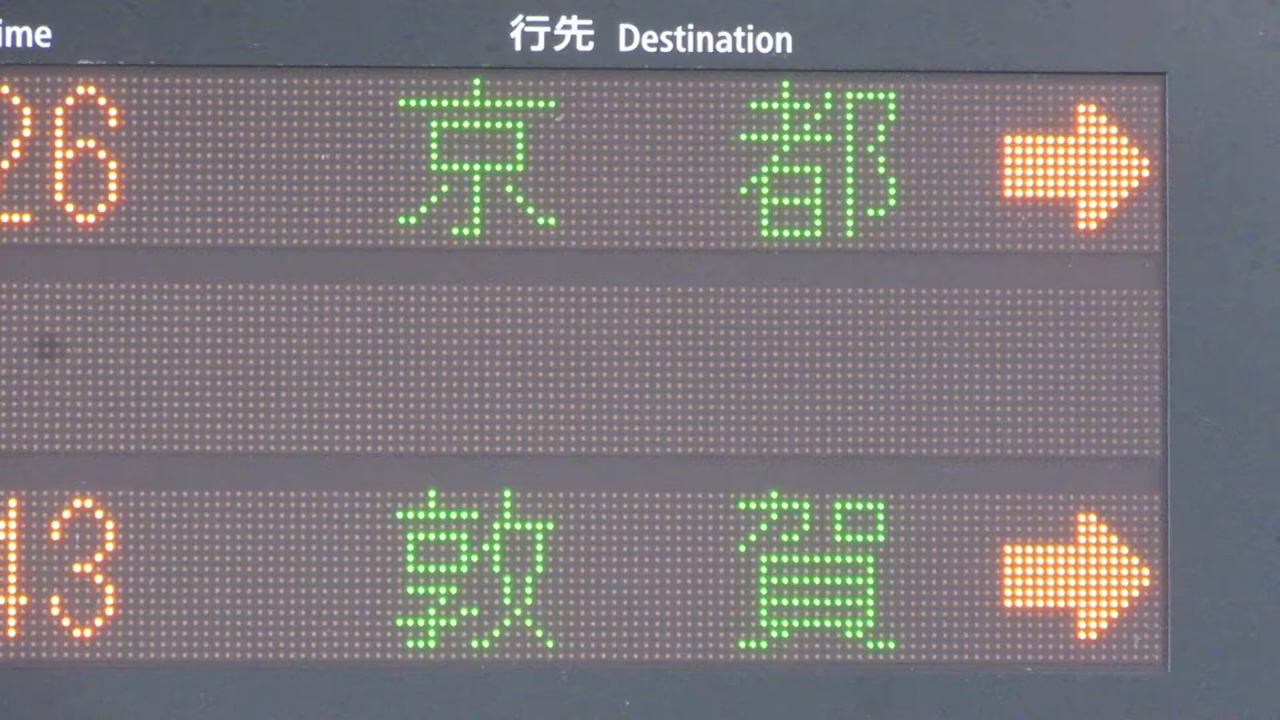 ime 行先 Destination
26 京都 →
43 敦賀 →